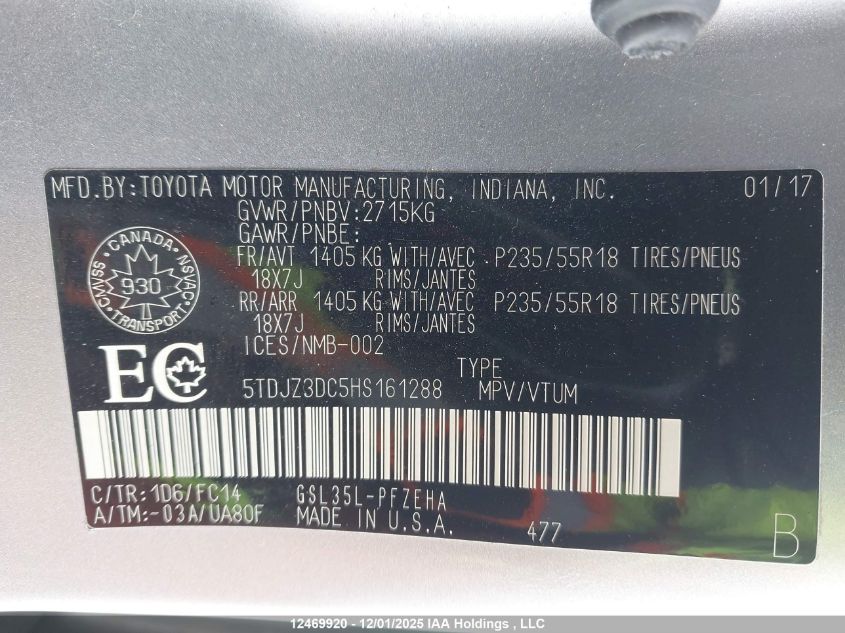 MFD.BY:TOYOTA MOTOR MANUFACTURING, INDIANA, INC. 01/17
GVWR/PNBV:2715KG
GAWR/PNBE:
FR/AVT 1405 KG WITH/AVEC P235/55R18 TIRES/PNEUS
18X7J RIMS/JANTES
RR/ARR 1405 KG WITH/AVEC P235/55R18 TIRES/PNEUS
18X7J RIMS/JANTES
ICES/NMB-002
CANADA
CMVSS 930 NSVAC
TRANSPORT
EC
TYPE
5TDJZ3DC5HS161288 MPV/VTUM
C/TR:1D6/FC14 GSL35L-PFZEHA
A/TM:-03A/UA80F MADE IN U.S.A. 477
B
12469920 - 12/01/2025 IAA Holdings , LLC